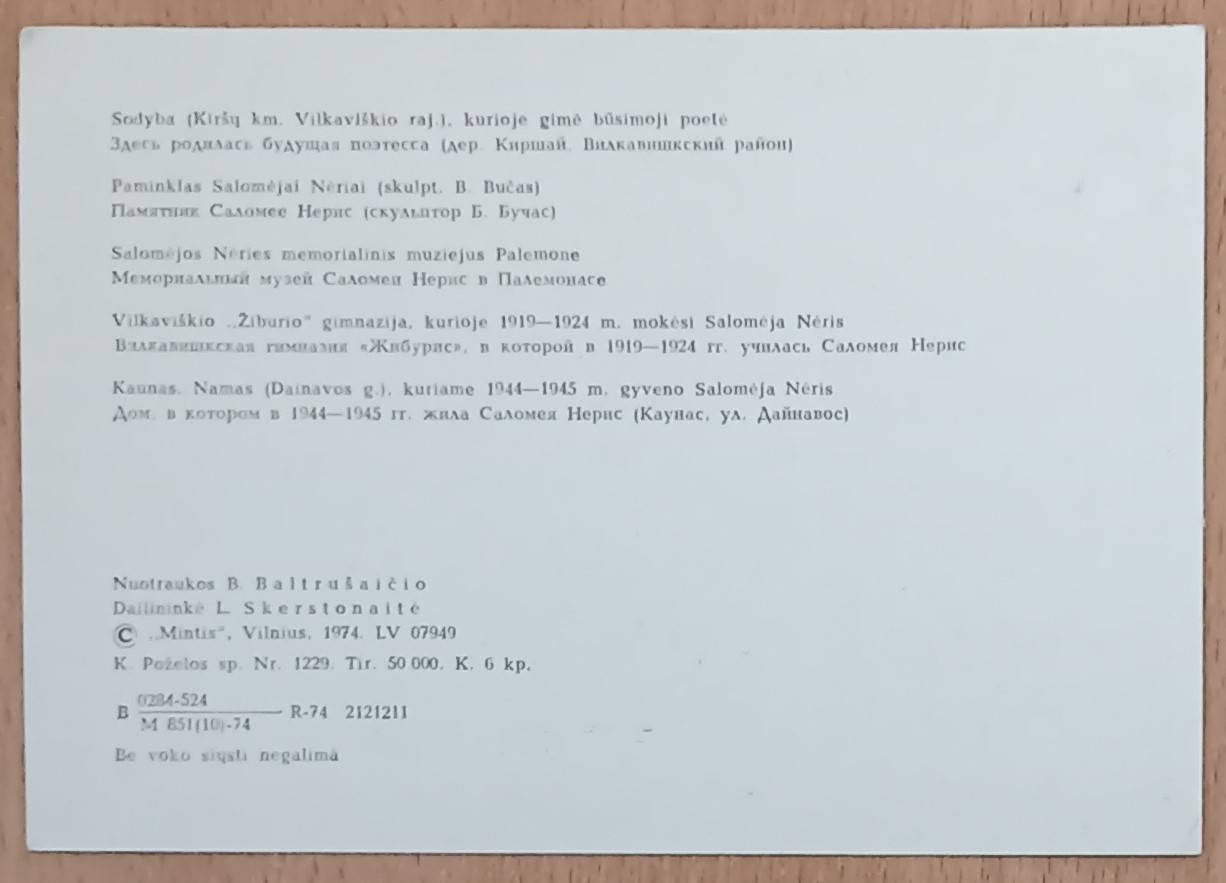 Sodyba (Kiršų km. Vilkaviškio raj.), kurioje gimė būsimoji poetė
Здесь родилась будущая поэтесса (дер. Киршай, Вилкавишкский район)
Paminklas Salomėjai Nėriai (skulpt. B. Bučas)
Памятник Саломее Нерис (скульптор Б. Бучас)
Salomėjos Nėries memorialinis muziejus Palemone
Мемориальный музей Саломеи Нерис в Палемонасе
Vilkaviškio „Žiburio“ gimnazija, kurioje 1919—1924 m. mokėsi Salomėja Nėris
Вилкавишкская гимназия «Жибурис», в которой в 1919—1924 гг. училась Саломея Нерис
Kaunas. Namas (Dainavos g.), kuriame 1944—1945 m. gyveno Salomėja Nėris
Дом, в котором в 1944—1945 гг. жила Саломея Нерис (Каунас, ул. Дайнавос)
Nuotraukos B. Baltrušaičio
Dailininkė L. Skerstonaitė
© „Mintis“, Vilnius, 1974. LV 07949
K. Poželos sp. Nr. 1229. Tir. 50 000. K. 6 kp.
0284-524
B ——— R-74 2121211
M 851(10)-74
Be voko siųsti negalima